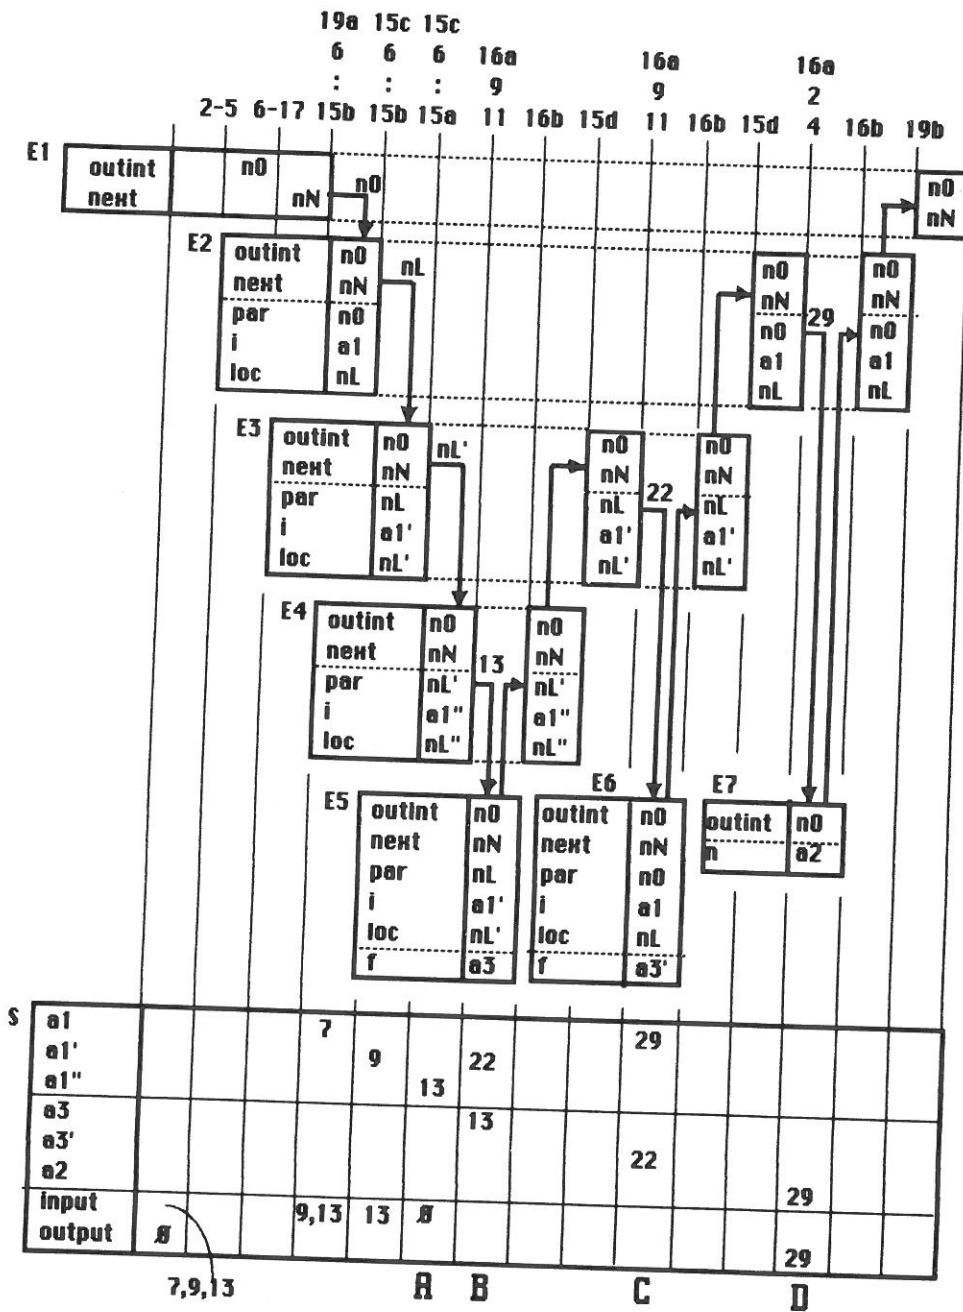 19a 15c 15c
6 6 6 16a 16a 16a
: : : 9 9 2
2-5 6-17 15b 15b 15a 11 16b 15d 11 16b 15d 4 16b 19b
E1
outint n0
next nN
n0
n0
nN
E2
outint n0
next nN
par n0
i a1
loc nL
nL
n0
nN
n0
a1
nL
29
n0
nN
n0
a1
nL
E3
outint n0
next nN
par nL
i a1'
loc nL'
nL'
n0
nN
nL
a1'
nL'
22
n0
nN
nL
a1'
nL'
E4
outint n0
next nN
par nL'
i a1"
loc nL"
13
n0
nN
nL'
a1"
nL"
E5
outint n0
next nN
par nL
i a1'
loc nL'
f a3
E6
outint n0
next nN
par n0
i a1
loc nL
f a3'
E7
outint n0
n a2
S
a1 7 29
a1' 9 22
a1" 13
a3 13
a3' 22
a2 29
input 9,13 13 ø
output ø 29
7,9,13 A B C D